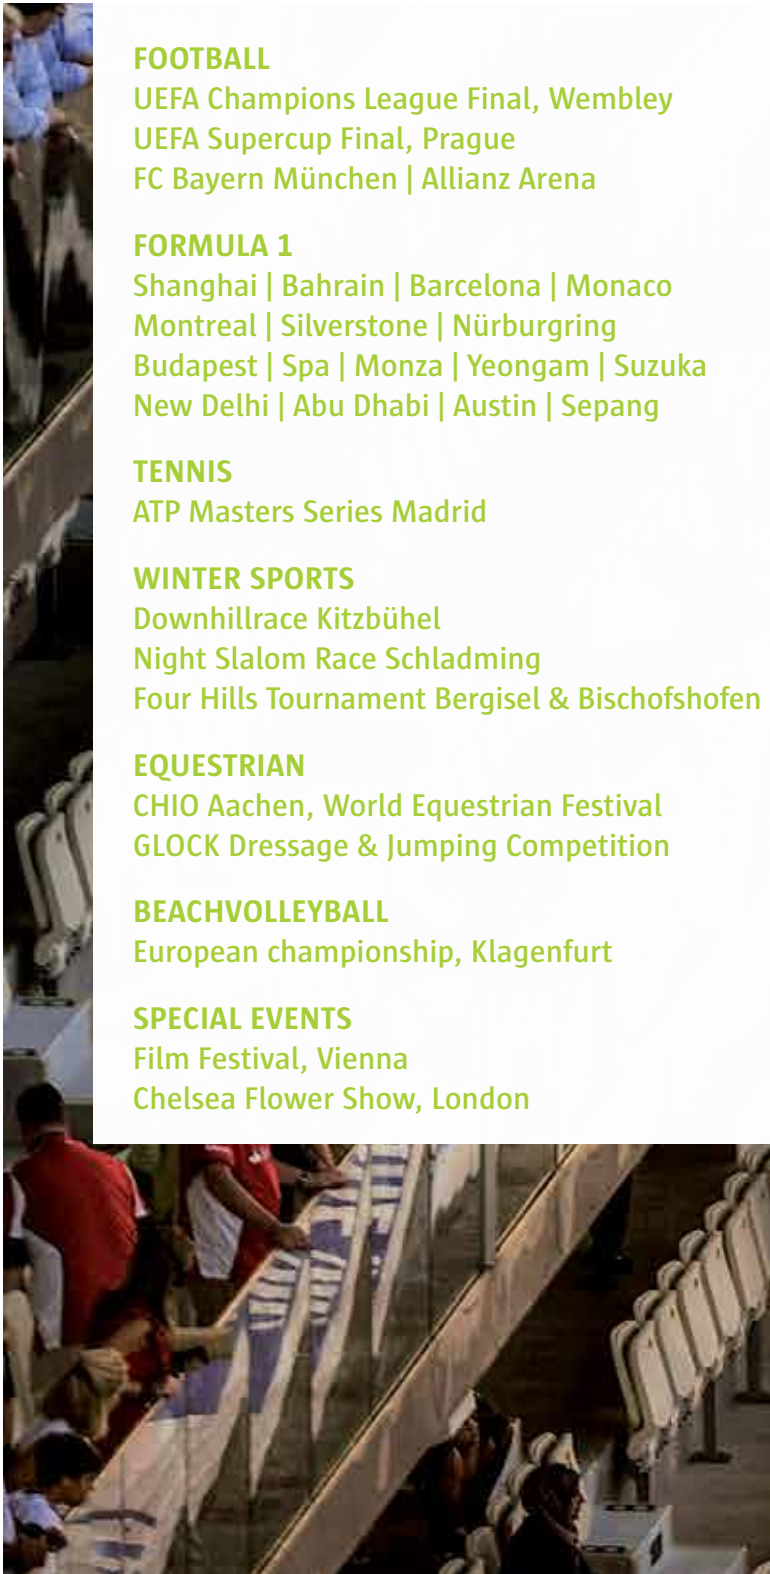 FOOTBALL
UEFA Champions League Final, Wembley
UEFA Supercup Final, Prague
FC Bayern München | Allianz Arena
FORMULA 1
Shanghai | Bahrain | Barcelona | Monaco
Montreal | Silverstone | Nürburgring
Budapest | Spa | Monza | Yeongam | Suzuka
New Delhi | Abu Dhabi | Austin | Sepang
TENNIS
ATP Masters Series Madrid
WINTER SPORTS
Downhillrace Kitzbühel
Night Slalom Race Schladming
Four Hills Tournament Bergisel & Bischofshofen
EQUESTRIAN
CHIO Aachen, World Equestrian Festival
GLOCK Dressage & Jumping Competition
BEACHVOLLEYBALL
European championship, Klagenfurt
SPECIAL EVENTS
Film Festival, Vienna
Chelsea Flower Show, London